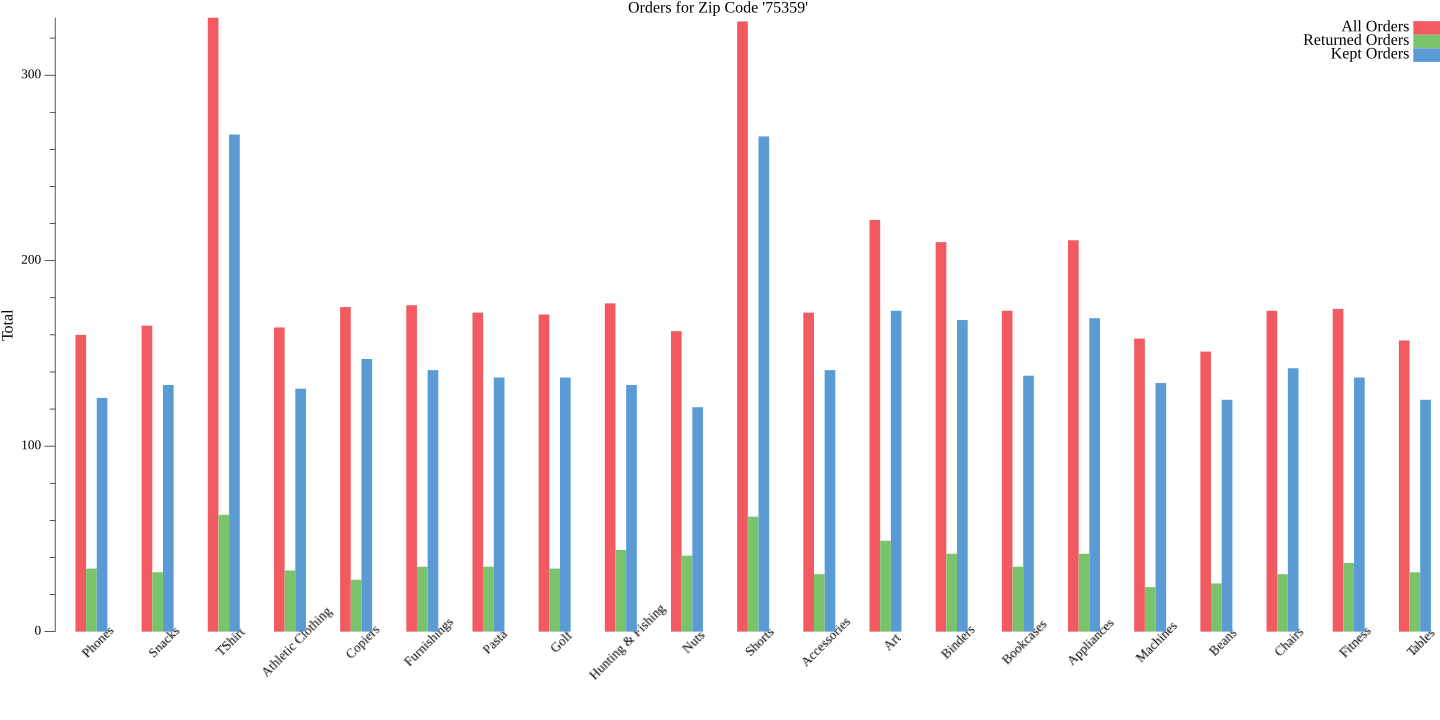 Orders for Zip Code '75359'
All Orders
Returned Orders
Kept Orders
Total
300
200
100
0
Phones
Snacks
TShirt
Athletic Clothing
Copiers
Furnishings
Pasta
Golf
Hunting & Fishing
Nuts
Shorts
Accessories
Art
Binders
Bookcases
Appliances
Machines
Beans
Chairs
Fitness
Tables